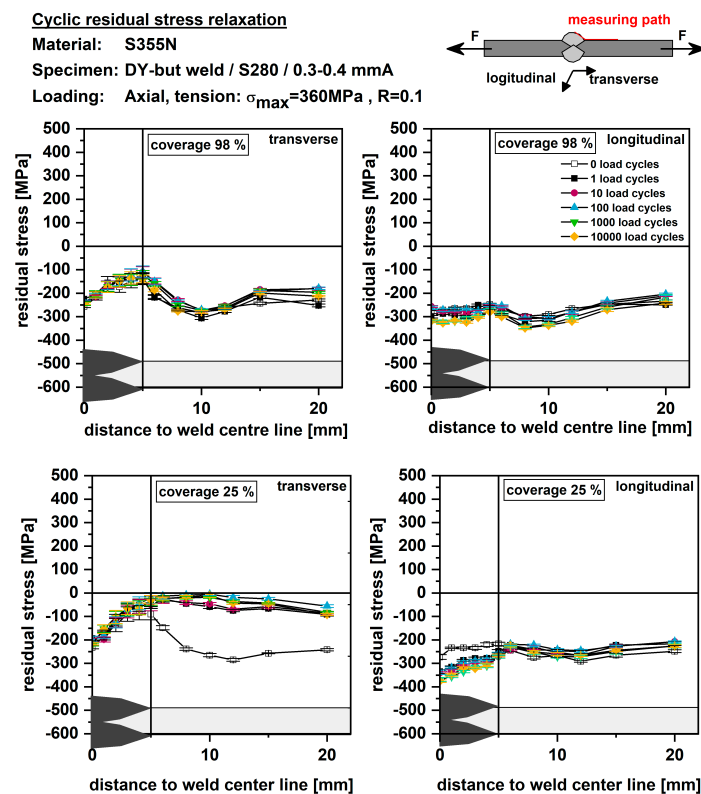 Cyclic residual stress relaxation
Material: S355N
Specimen: DY-but weld / S280 / 0.3-0.4 mmA
Loading: Axial, tension: σmax=360MPa , R=0.1
measuring path
F
F
logitudinal
transverse
500
400
300
200
100
0
-100
-200
-300
-400
-500
-600
residual stress [MPa]
coverage 98 %
transverse
0
10
20
distance to weld centre line [mm]
500
400
300
200
100
0
-100
-200
-300
-400
-500
-600
residual stress [MPa]
coverage 98 %
longitudinal
0 load cycles
1 load cycles
10 load cycles
100 load cycles
1000 load cycles
10000 load cycles
0
10
20
distance to weld centre line [mm]
500
400
300
200
100
0
-100
-200
-300
-400
-500
-600
residual stress [MPa]
coverage 25 %
transverse
0
10
20
distance to weld center line [mm]
500
400
300
200
100
0
-100
-200
-300
-400
-500
-600
residual stress [MPa]
coverage 25 %
longitudinal
0
10
20
distance to weld center line [mm]